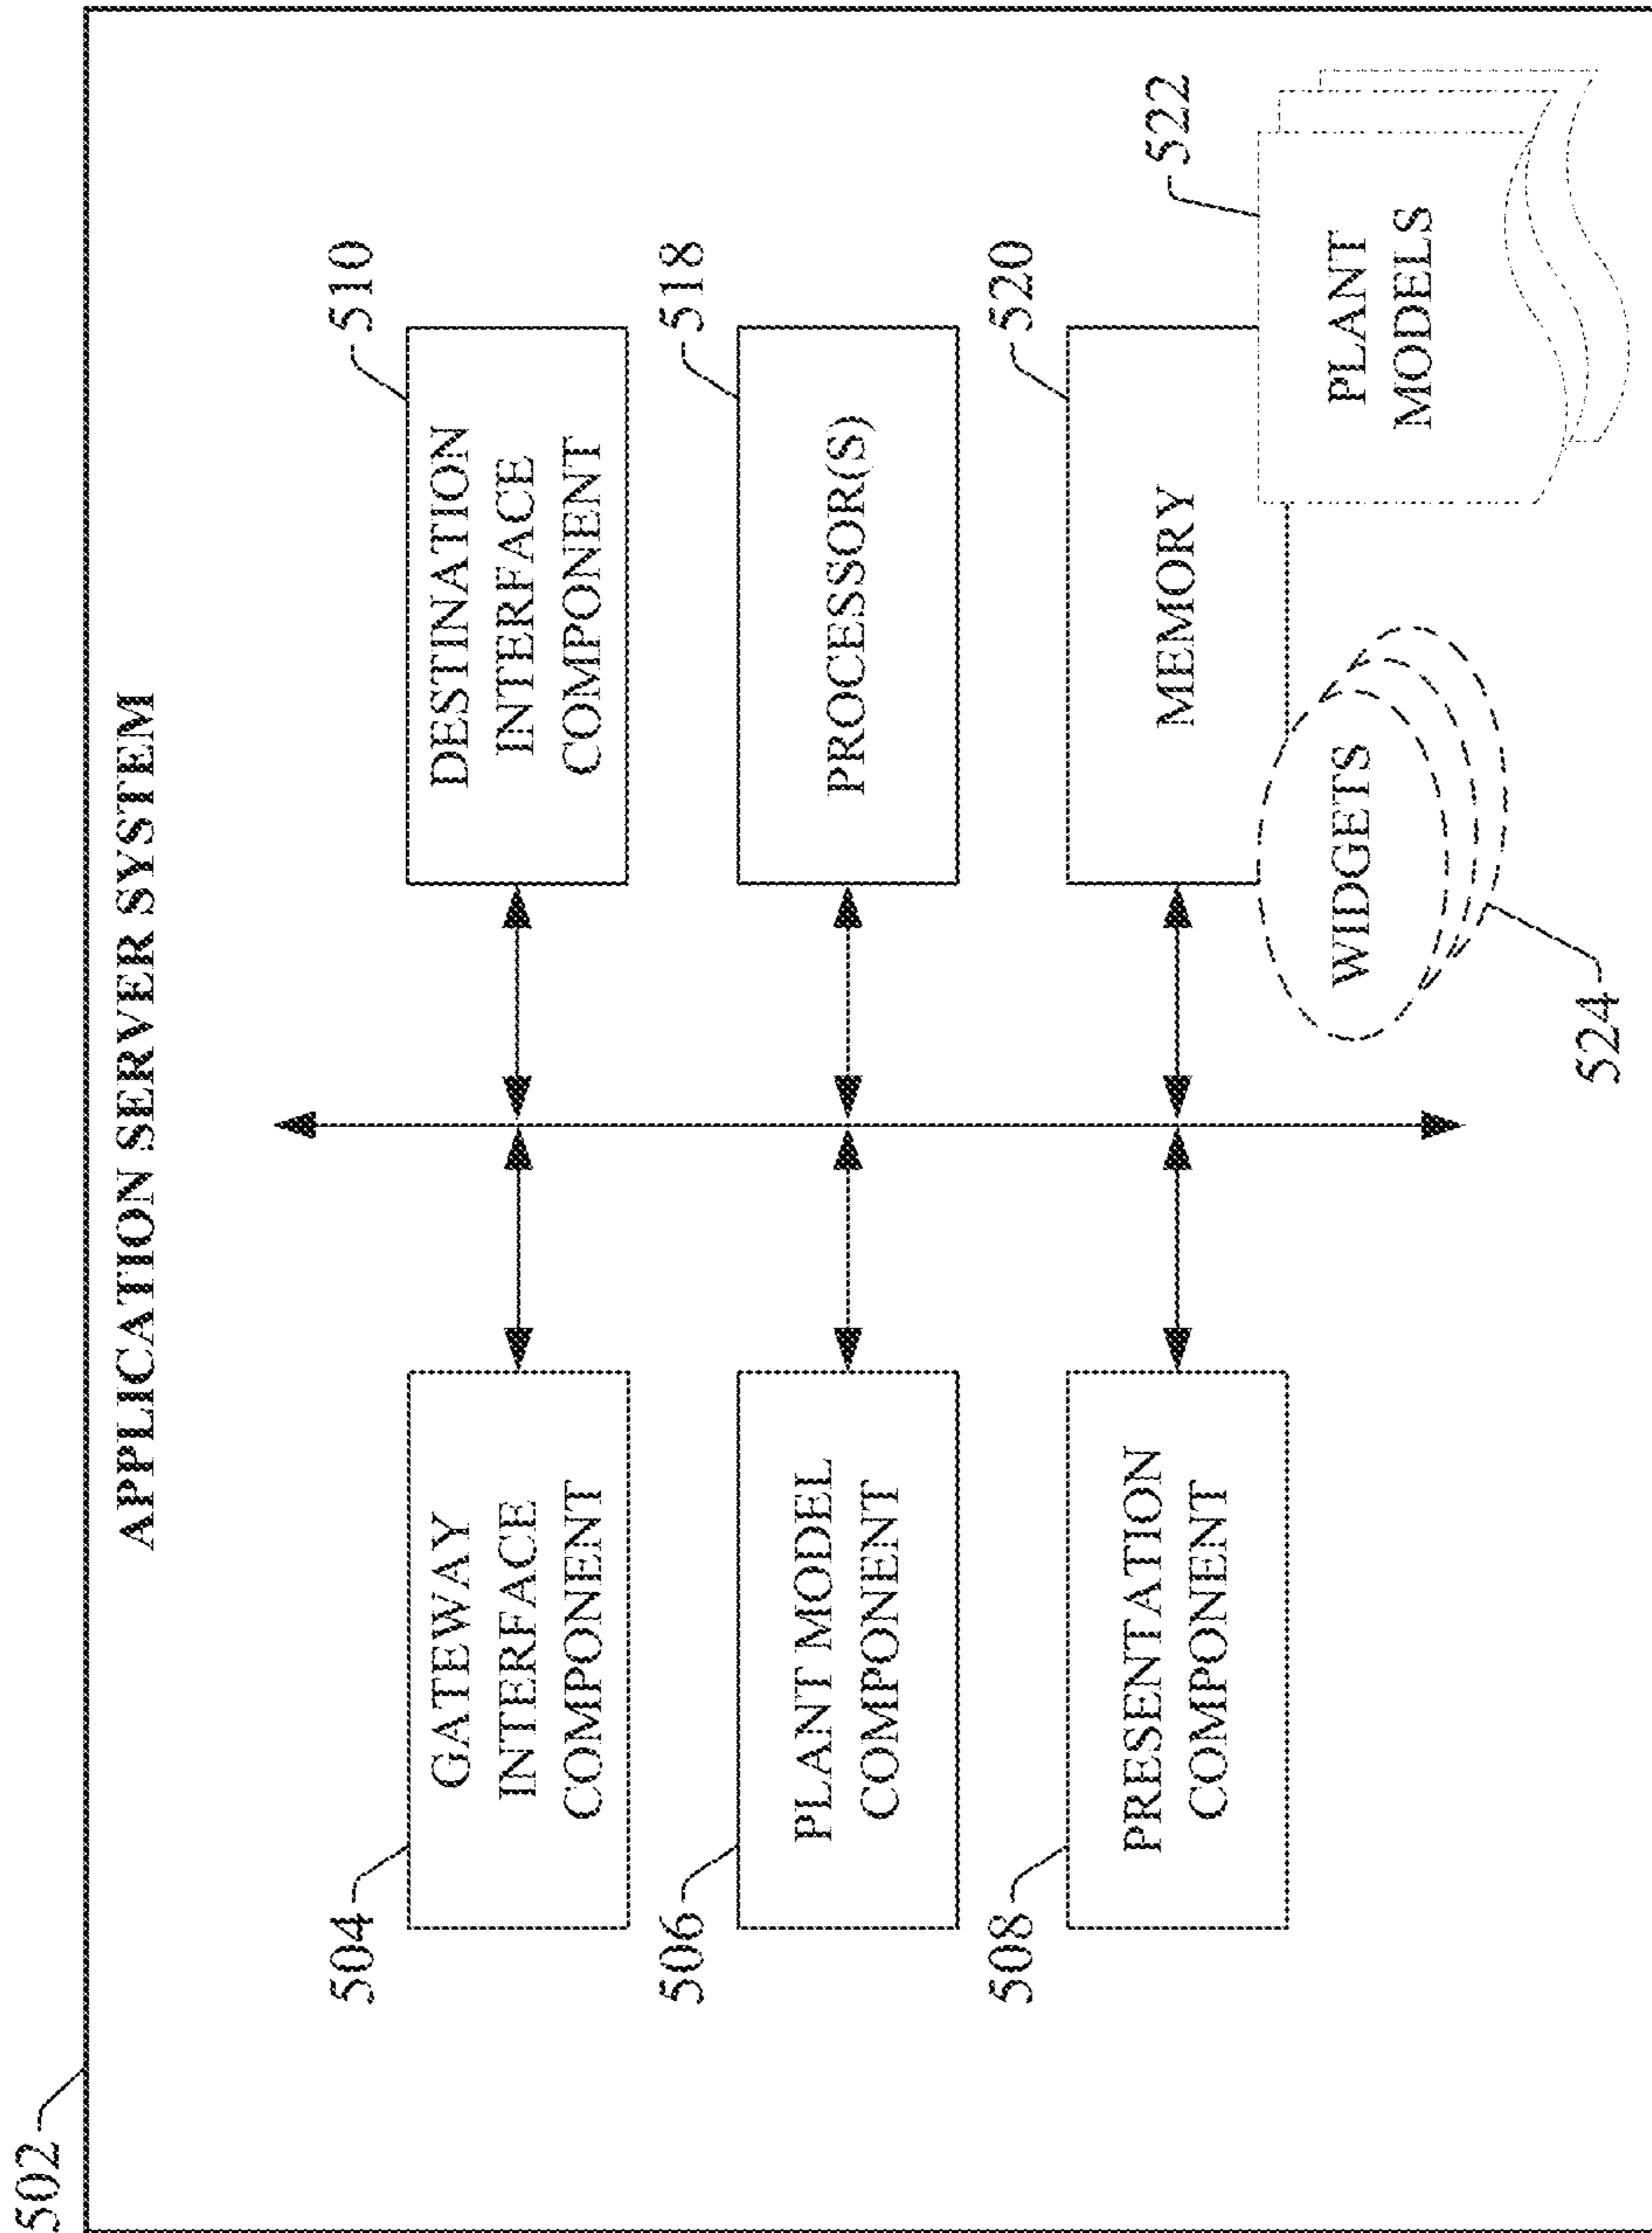 502
APPLICATION SERVER SYSTEM
504
GATEWAY
INTERFACE
COMPONENT
510
DESTINATION
INTERFACE
COMPONENT
506
PLANT MODEL
COMPONENT
518
PROCESSOR(S)
508
PRESENTATION
COMPONENT
520
MEMORY
522
PLANT
MODELS
WIDGETS
524